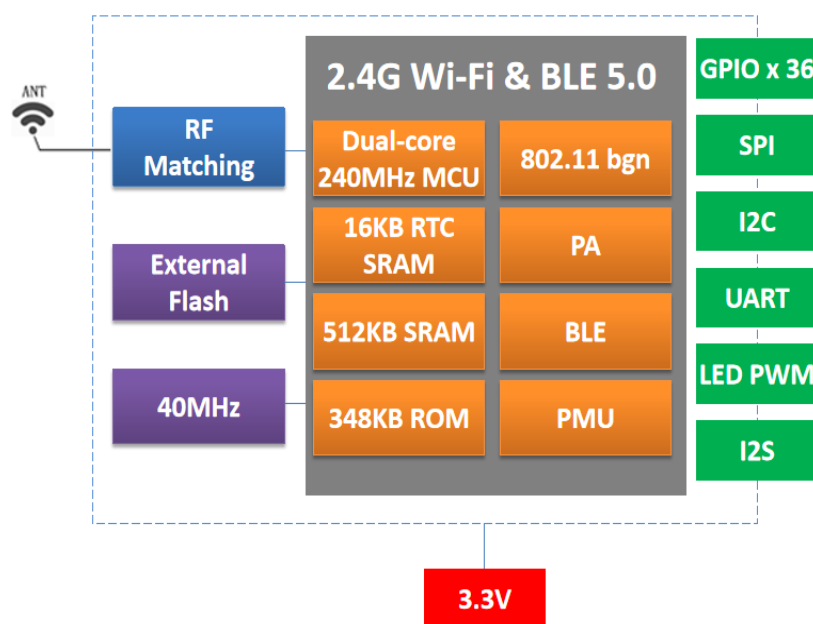 ANT
RF
Matching
External
Flash
40MHz
2.4G Wi-Fi & BLE 5.0
Dual-core
240MHz MCU
802.11 bgn
16KB RTC
SRAM
PA
512KB SRAM
BLE
348KB ROM
PMU
GPIO x 36
SPI
I2C
UART
LED PWM
I2S
3.3V